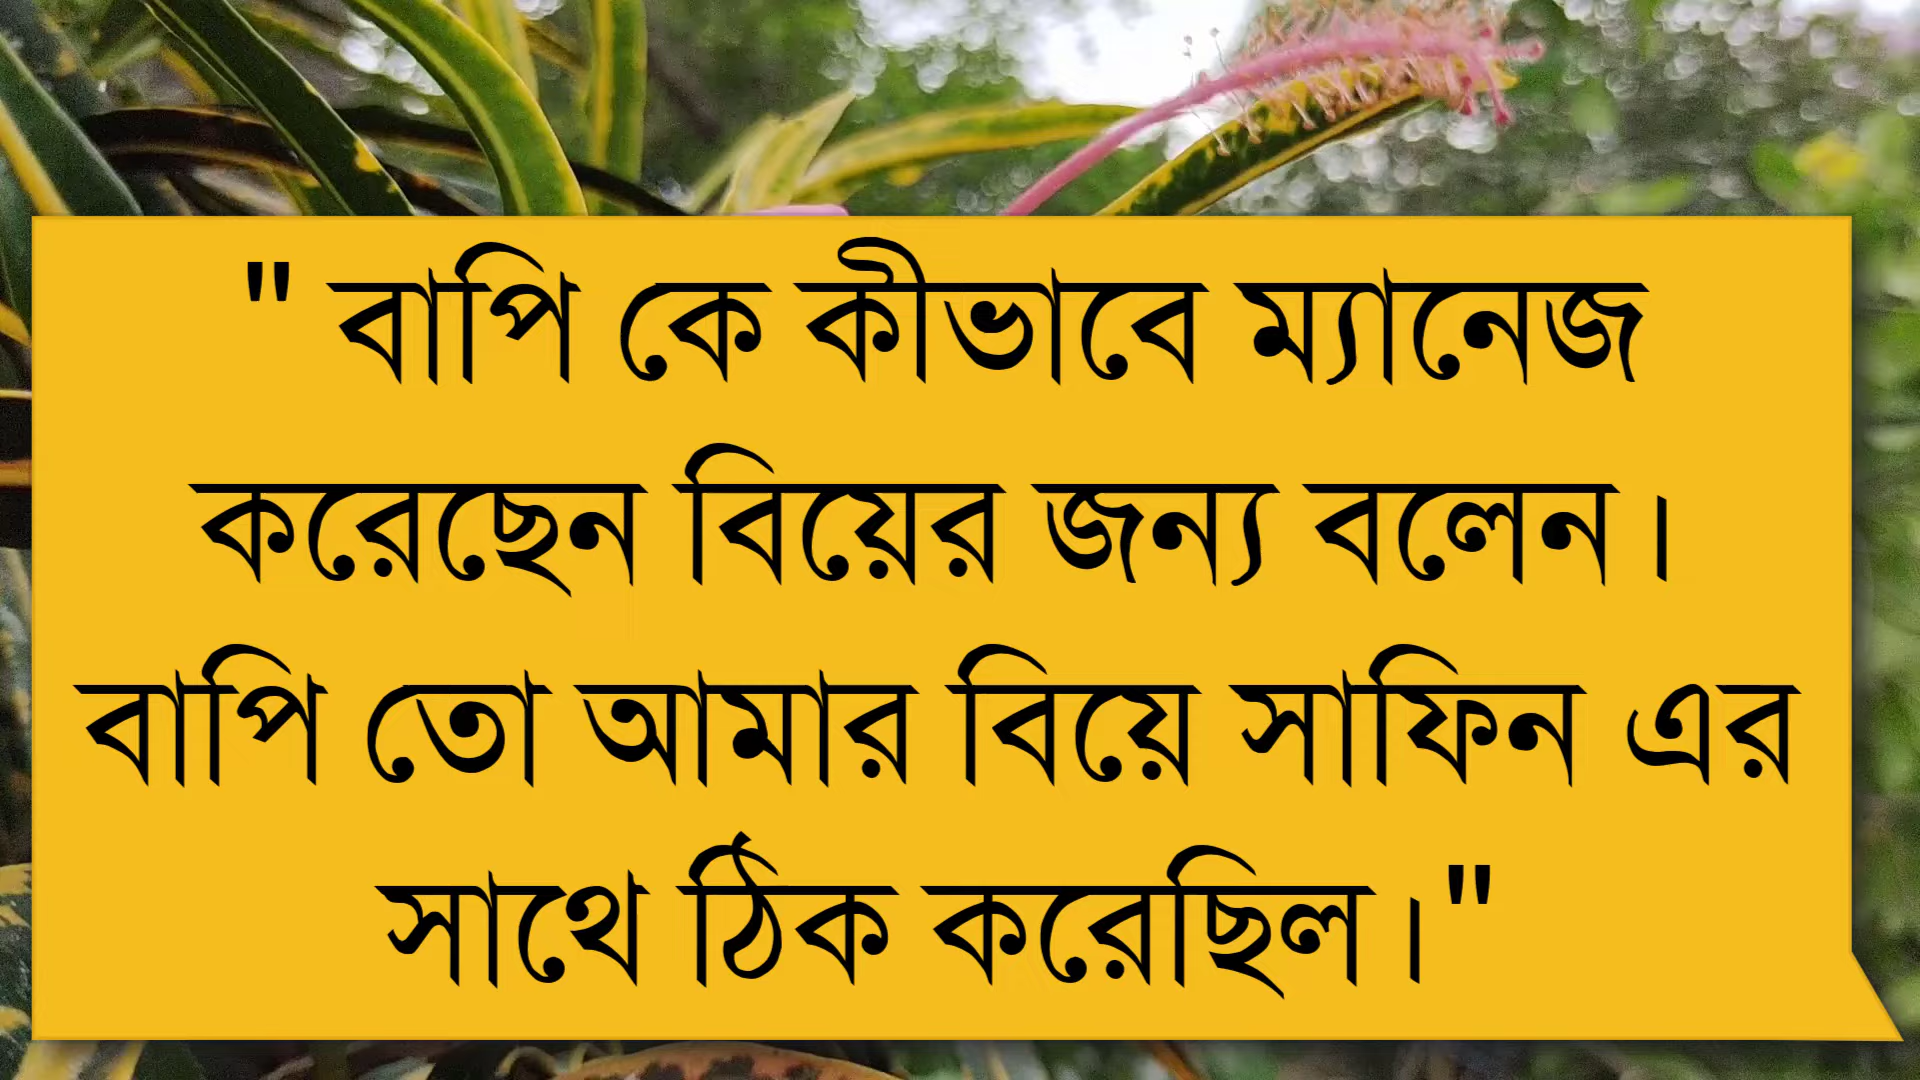 " বাপি কে কীভাবে ম্যানেজ
করেছেন বিয়ের জন্য বলেন।
বাপি তো আমার বিয়ে সাফিন এর
সাথে ঠিক করেছিল।"